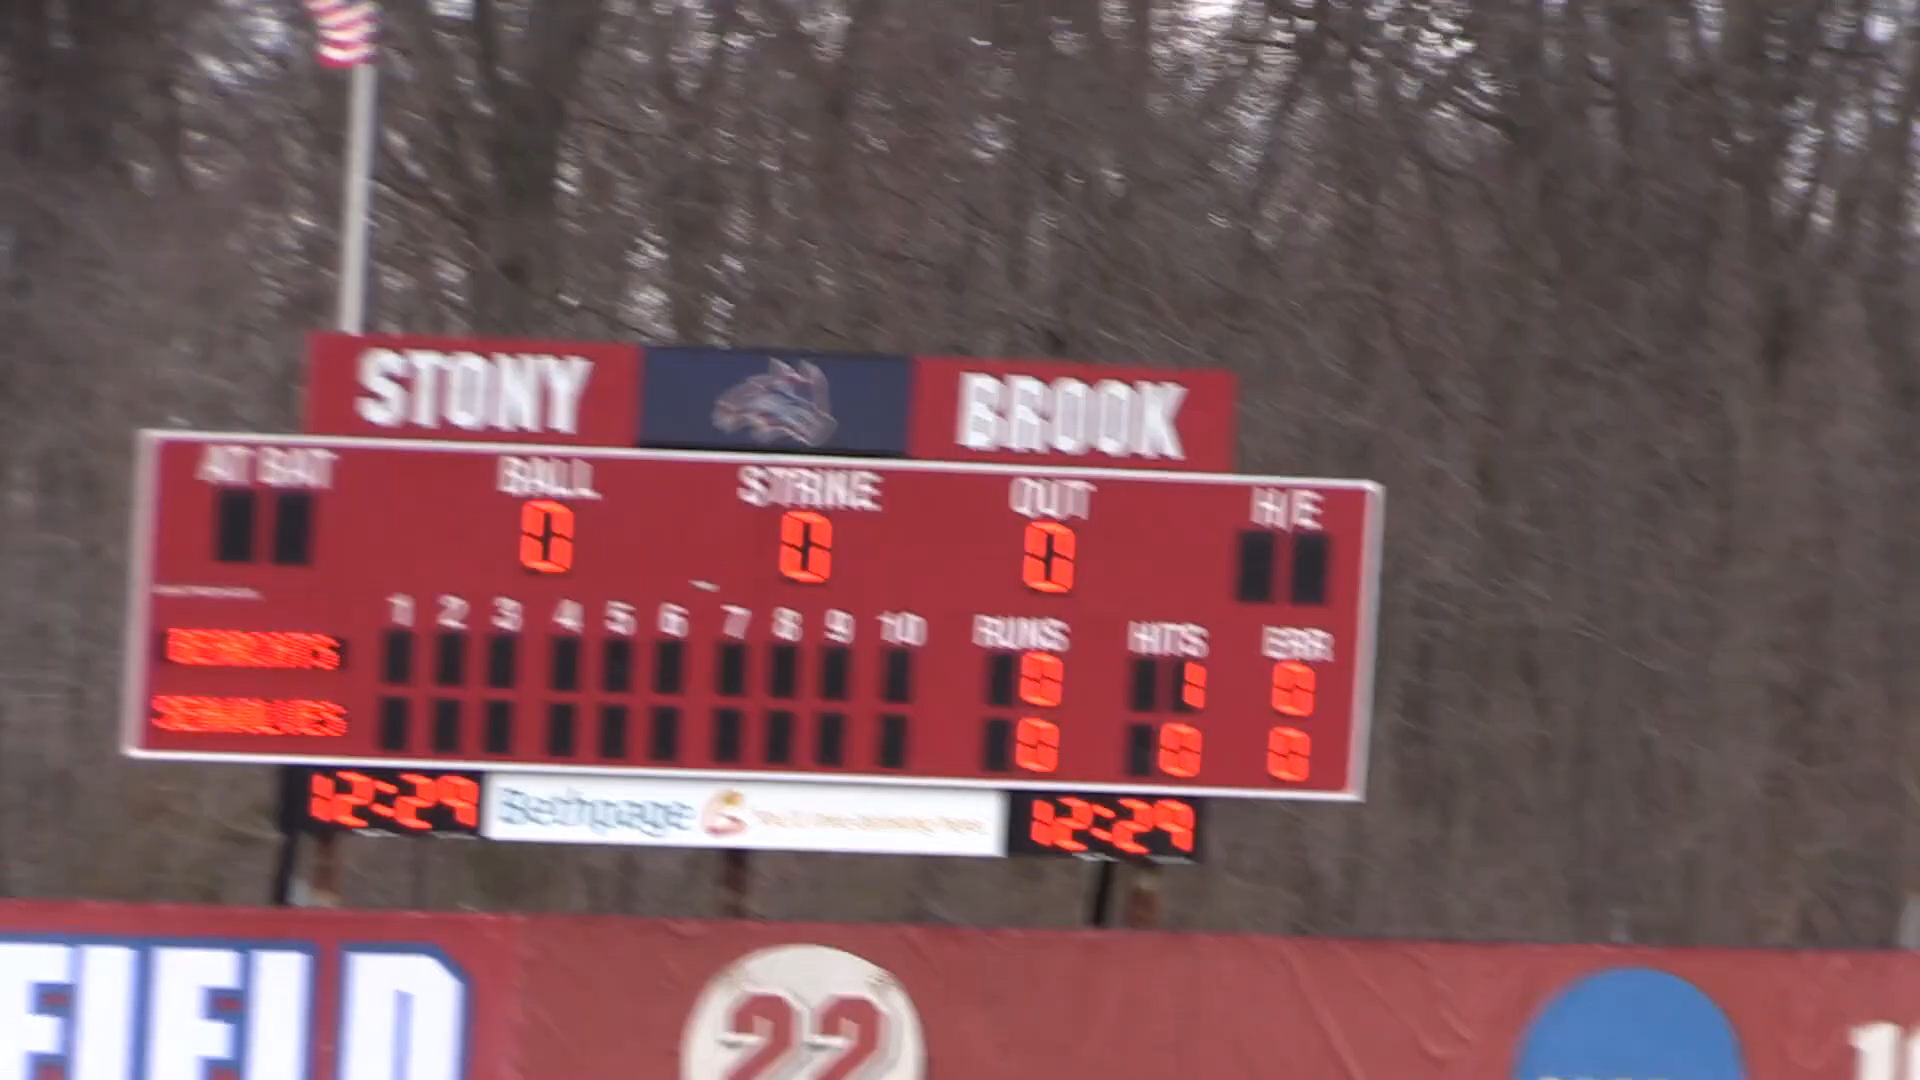 STONY BROOK
AT BAT BALL STRIKE OUT H/E
0 0 0
1 2 3 4 5 6 7 8 9 10 RUNS HITS ERR
0 1 0
SEAWOLVES 0 0 0
12:29 Bethpage 12:29
FIELD 22